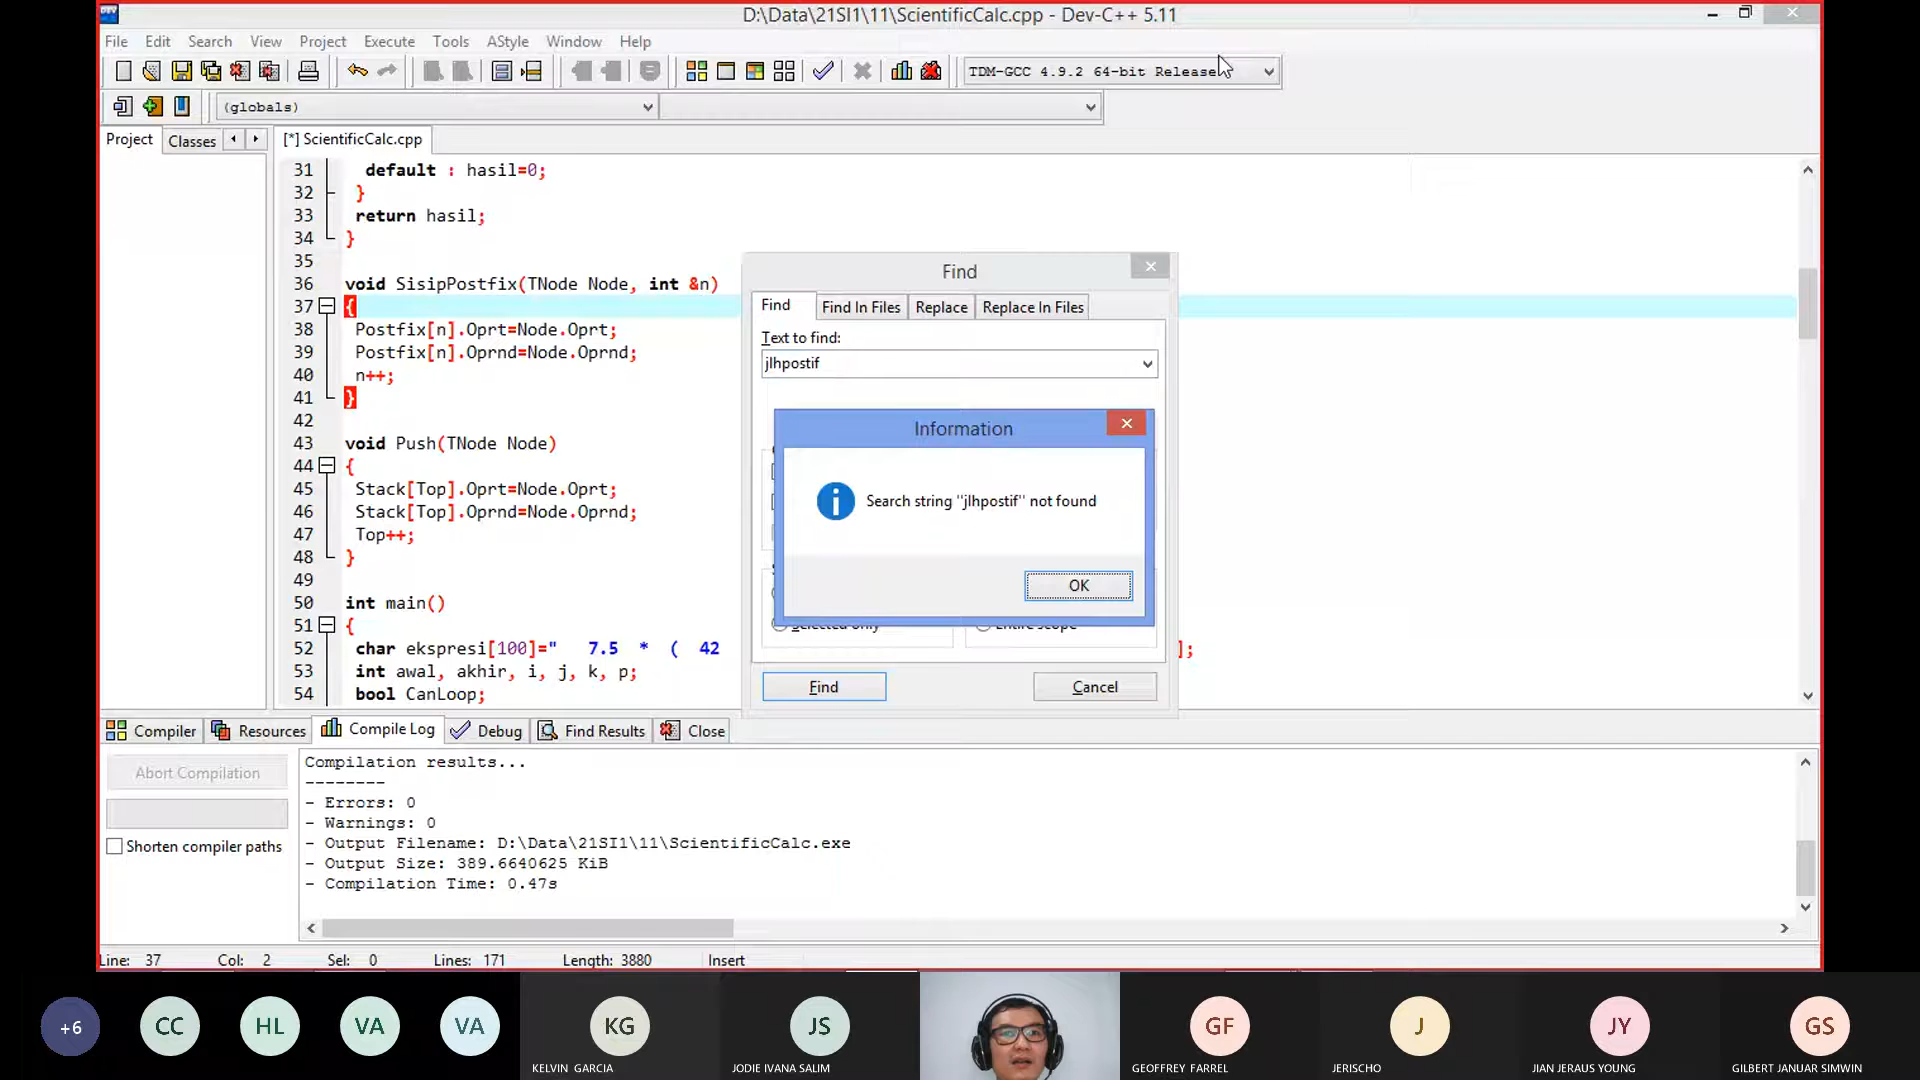 D:\Data\21SI1\11\ScientificCalc.cpp - Dev-C++ 5.11
File Edit Search View Project Execute Tools AStyle Window Help
TDM-GCC 4.9.2 64-bit Release
(globals)
Project Classes [*] ScientificCalc.cpp
31 default : hasil=0;
32 }
33 return hasil;
34 }
35
36 void SisipPostfix(TNode Node, int &n)
37 {
38 Postfix[n].Oprt=Node.Oprt;
39 Postfix[n].Oprnd=Node.Oprnd;
40 n++;
41 }
42
43 void Push(TNode Node)
44 {
45 Stack[Top].Oprt=Node.Oprt;
46 Stack[Top].Oprnd=Node.Oprnd;
47 Top++;
48 }
49
50 int main()
51 {
52 char ekspresi[100]="   7.5  *  (  42 ];
53 int awal, akhir, i, j, k, p;
54 bool CanLoop;
Find
Find Find In Files Replace Replace In Files
Text to find:
jlhpostif
Information
Search string "jlhpostif" not found
OK
Selected only Entire scope
Find Cancel
Compiler Resources Compile Log Debug Find Results Close
Abort Compilation
Shorten compiler paths
Compilation results...
--------
- Errors: 0
- Warnings: 0
- Output Filename: D:\Data\21SI1\11\ScientificCalc.exe
- Output Size: 389.6640625 KiB
- Compilation Time: 0.47s
Line: 37 Col: 2 Sel: 0 Lines: 171 Length: 3880 Insert
+6 CC HL VA VA KG JS GF J JY GS
KELVIN GARCIA JODIE IVANA SALIM GEOFFREY FARREL JERISCHO JIAN JERAUS YOUNG GILBERT JANUAR SIMWIN